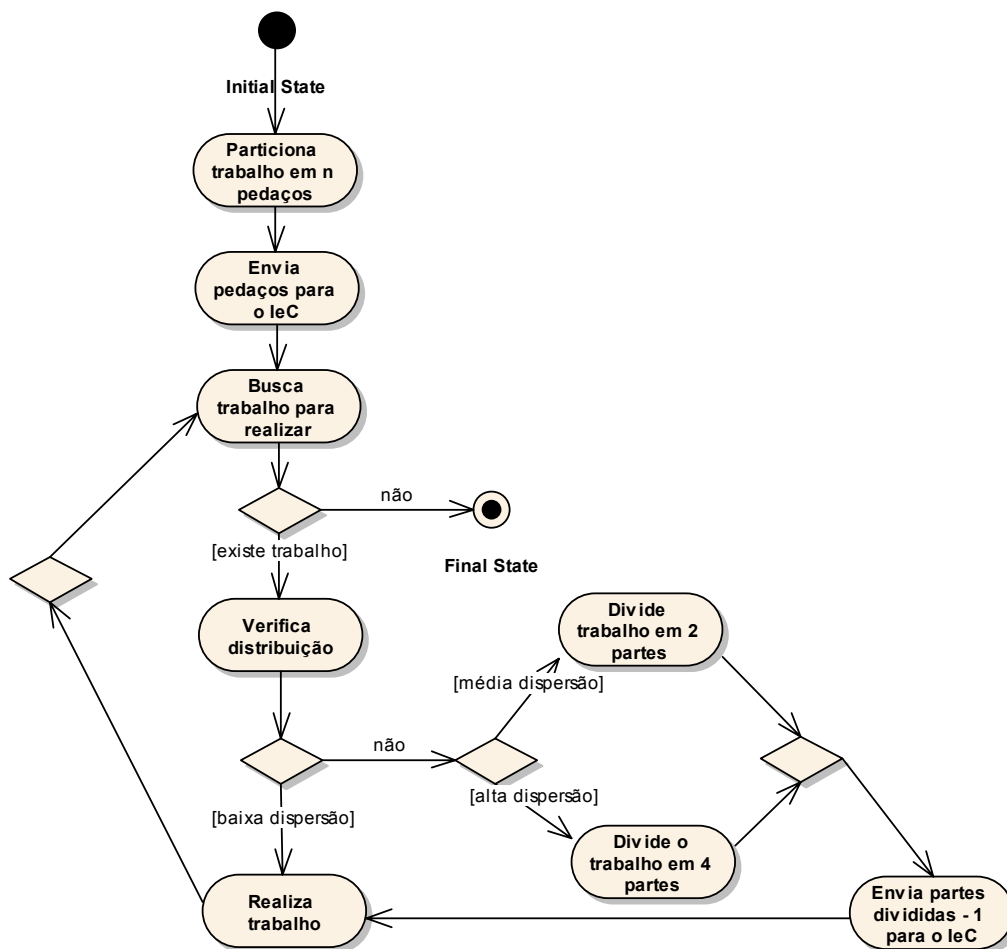 Initial State
Particiona
trabalho em n
pedaços
Envia
pedaços para
o IeC
Busca
trabalho para
realizar
não
[existe trabalho]
Final State
Verifica
distribuição
Divide
trabalho em 2
partes
[média dispersão]
não
[alta dispersão]
[baixa dispersão]
Divide o
trabalho em 4
partes
Realiza
trabalho
Envia partes
divididas - 1
para o IeC